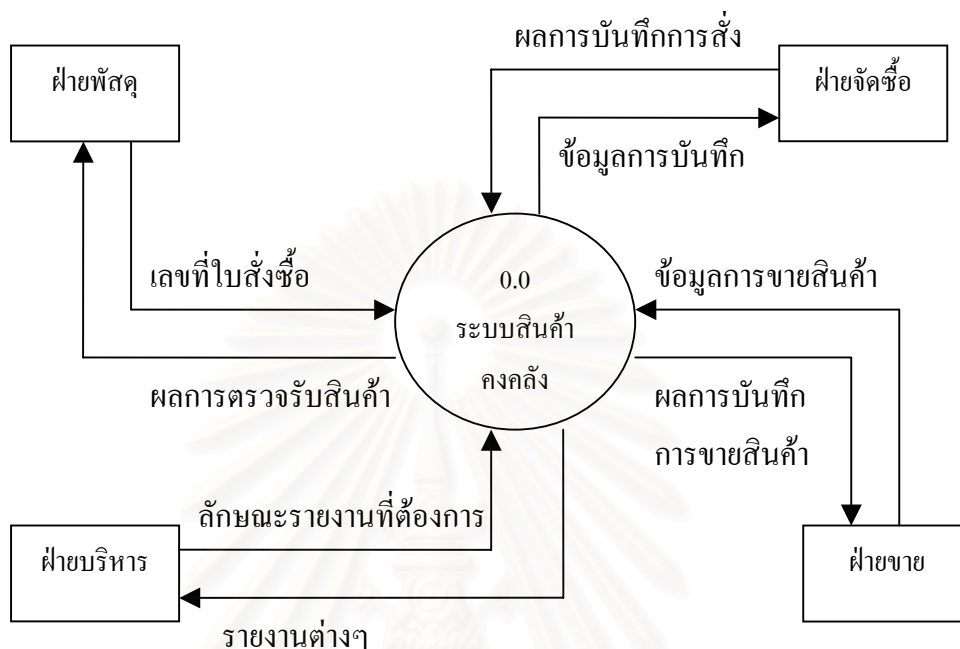 ผลการบันทึกการสั่ง
ฝ่ายพัสดุ
ฝ่ายจัดซื้อ
ข้อมูลการบันทึก
เลขที่ใบสั่งซื้อ
0.0
ระบบสินค้า
คงคลัง
ข้อมูลการขายสินค้า
ผลการตรวจรับสินค้า
ผลการบันทึก
การขายสินค้า
ลักษณะรายงานที่ต้องการ
ฝ่ายบริหาร
ฝ่ายขาย
รายงานต่างๆ